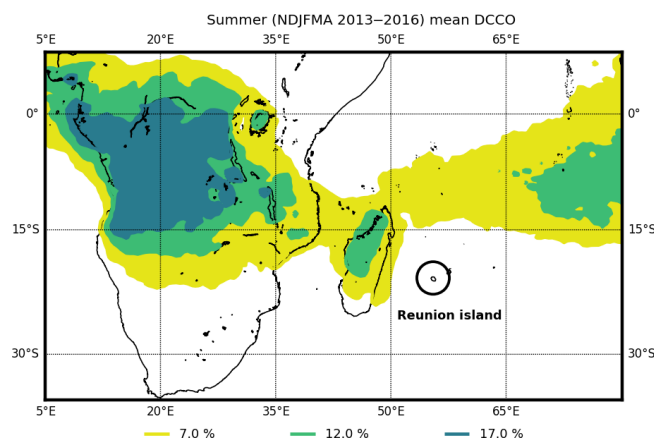 Summer (NDJFMA 2013−2016) mean DCCO
5°E 20°E 35°E 50°E 65°E
0° 0°
15°S 15°S
Reunion island
30°S 30°S
5°E 20°E 35°E 50°E 65°E
7.0 % 12.0 % 17.0 %